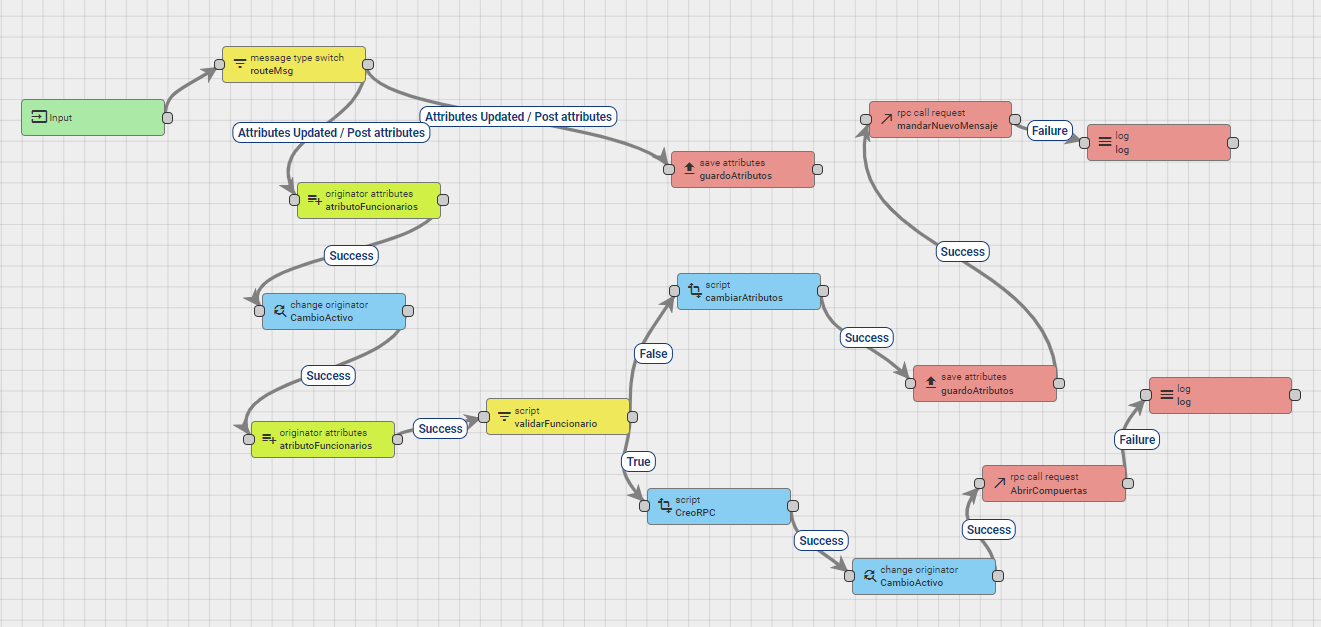 message type switch
routeMsg
Input
Attributes Updated / Post attributes
Attributes Updated / Post attributes
rpc call request
mandarNuevoMensaje
Failure
log
log
save attributes
guardoAtributos
originator attributes
atributoFuncionarios
Success
Success
script
cambiarAtributos
change originator
CambioActivo
Success
False
Success
save attributes
guardoAtributos
log
log
script
validarFuncionario
Success
originator attributes
atributoFuncionarios
Failure
True
rpc call request
AbrirCompuertas
script
CreoRPC
Success
Success
change originator
CambioActivo